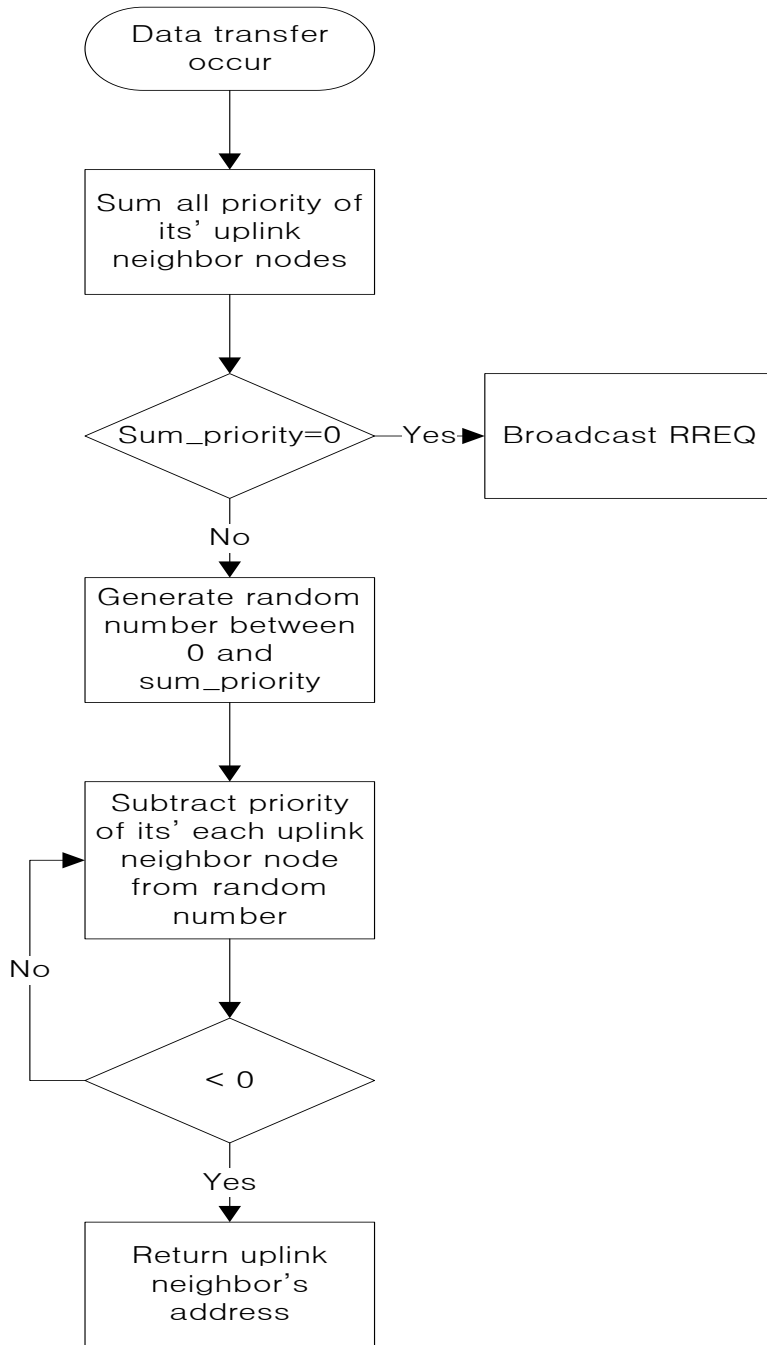 Data transfer
occur
Sum all priority of
its’ uplink
neighbor nodes
Sum_priority=0
Yes
Broadcast RREQ
No
Generate random
number between
0 and
sum_priority
Subtract priority
of its’ each uplink
neighbor node
from random
number
No
< 0
Yes
Return uplink
neighbor’s
address